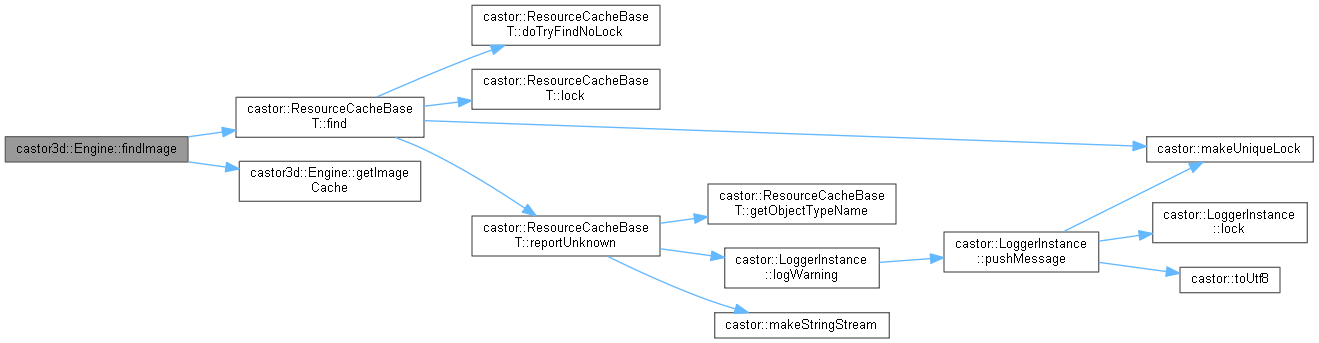 castor3d::Engine::findImage
castor::ResourceCacheBase
T::find
castor3d::Engine::getImage
Cache
castor::ResourceCacheBase
T::doTryFindNoLock
castor::ResourceCacheBase
T::lock
castor::ResourceCacheBase
T::reportUnknown
castor::ResourceCacheBase
T::getObjectTypeName
castor::LoggerInstance
::logWarning
castor::makeStringStream
castor::LoggerInstance
::pushMessage
castor::makeUniqueLock
castor::LoggerInstance
::lock
castor::toUtf8